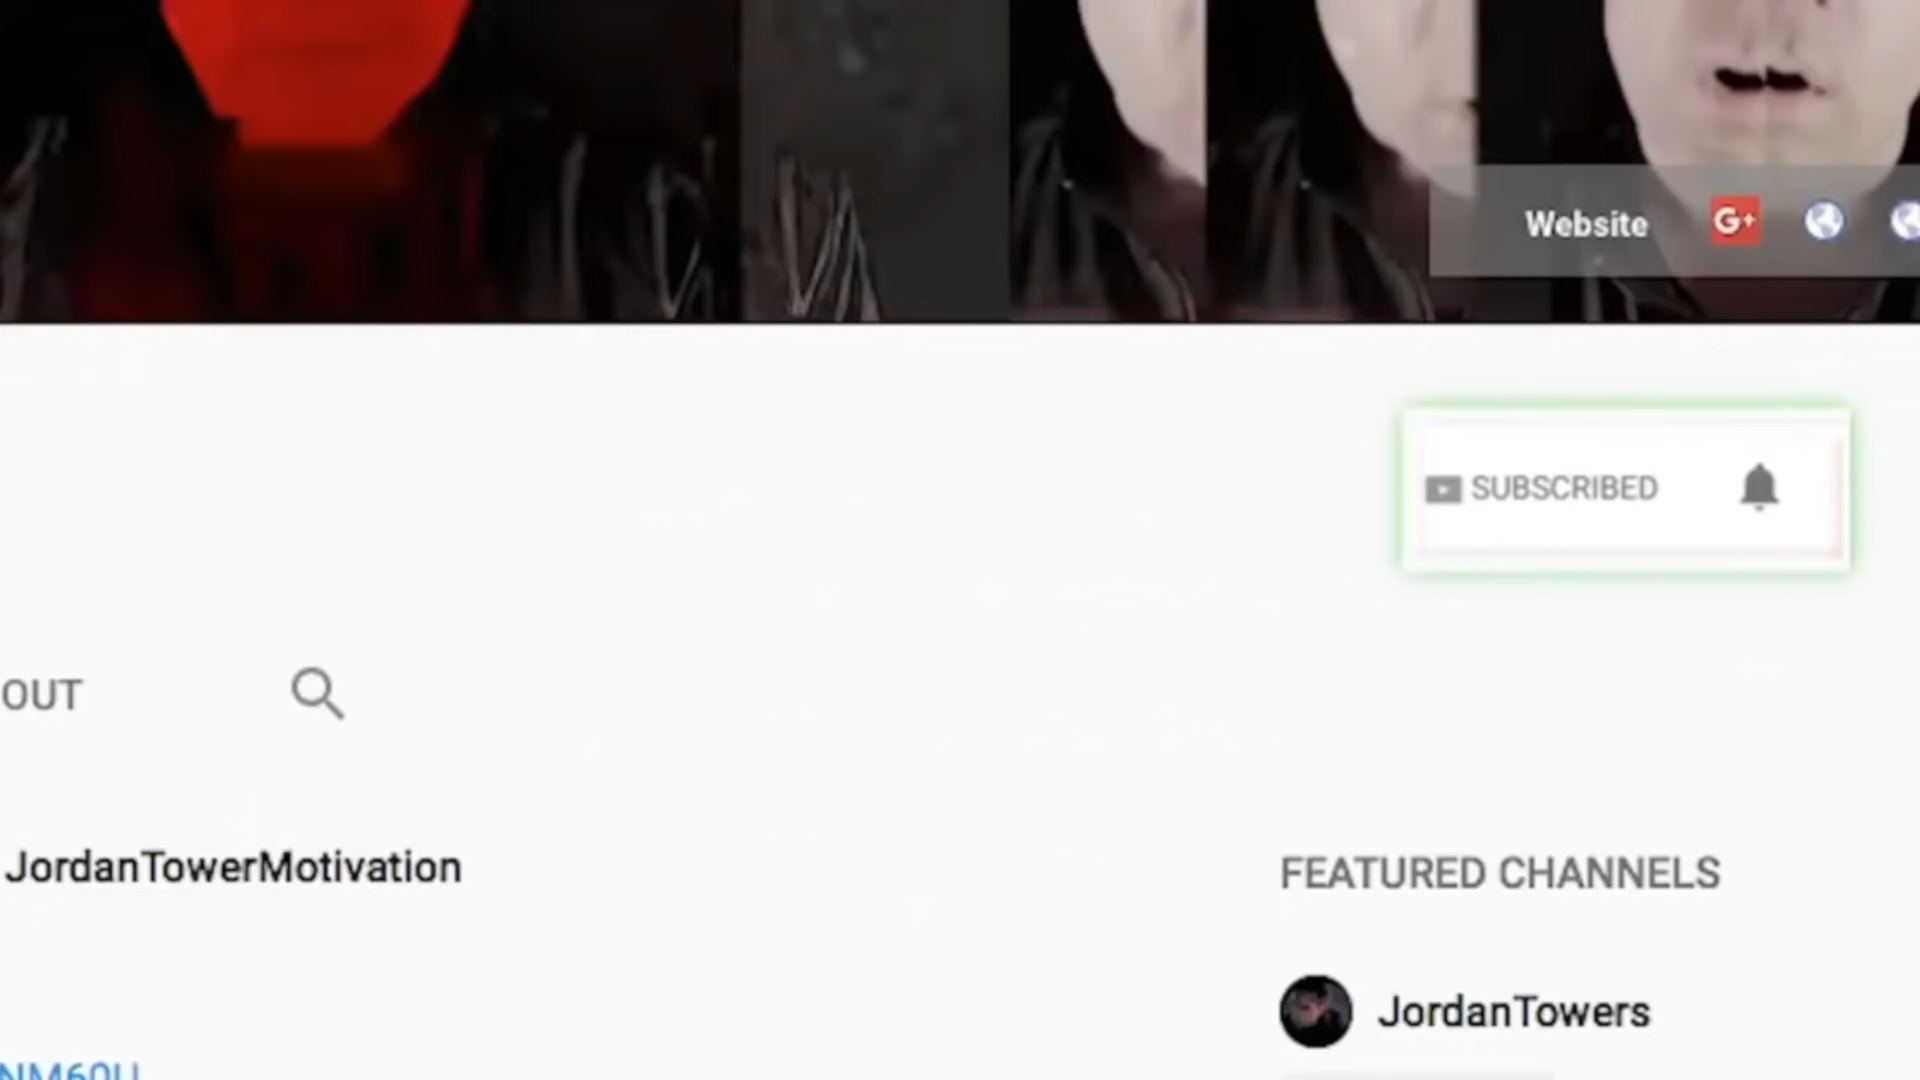 Website G+
SUBSCRIBED
OUT
JordanTowerMotivation
FEATURED CHANNELS
JordanTowers